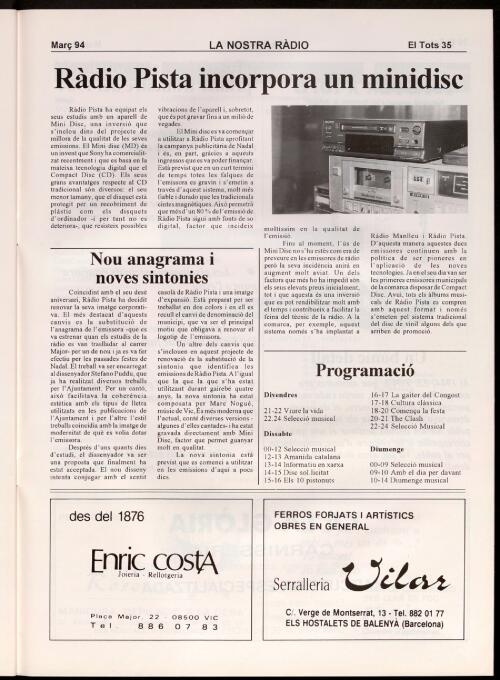 Març 94
LA NOSTRA RÀDIO
El Tots 35
Ràdio Pista incorpora un minidisc
Ràdio Pista ha equipat els
seus estudis amb un aparell de
Mini Disc, una inversió que
s'inclou dins del projecte de
millora de la qualitat de les seves
emissions. El Mini disc (MD) és
un invent que Sony ha comercialit-
zat recentment i que es basa en la
mateixa tecnologia digital que el
Compact Disc (CD). Els seus
grans avantatges respecte al CD
tradicional són diversos: el seu
menor tamany, que el disquet està
protegit per un recobriment de
plàstic com els disquets
d'ordinador -i per tant no es
deteriora-, que resisteix possibles
vibracions de l'aparell i, sobretot,
que és pot gravar fins a un milió de
vegades.
El Mini disc es va començar
a utilitzar a Ràdio Pista aprofitant
la campanya publicitària de Nadal
i és, en part, gràcies a aquests
ingressos que es va poder finançar.
Està previst que en un curt termini
de temps totes les falques de
l'emissora es gravin i s'emetin a
través d'aquest sistema, molt més
fiable i durado que les tradicionals
cintes magnètiques. Això permetrà
que més d'un 80 % de l'emissió de
Ràdio Pista sigui amb fonts de so
digital, factor que incideix
moltíssim en la qualitat de
l'emissió.
Fins al moment, l'ús de
Mini Disc no s'ha estès com era de
preveure en les emissores de ràdio
però la seva incidència anirà en
augment molt aviat. Un dels
factors que més ho ha impedit són
els seus elevats preus inicialment,
tot i que aquesta és una inversió
que es pot rendibilitzar molt amb
el temps i contribueix a facilitar la
feina del tècnic de la ràdio. A la
comarca, per exemple, aquest
sistema només s'ha implantat a
Ràdio Manlleu i Ràdio Pista.
D'aquesta manera aquestes dues
emissores continuen amb la
política de ser pioneres en
l'aplicació de les noves
tecnologies. Ja en el seu dia van ser
les primeres emissores municipals
de la comarca disposar de Compact
Disc. Avui, tots els àlbums musi-
cals de Ràdio Pista es compren
amb aquest format i només
s'emeten pel sistema tradicional
del disc de vinil alguns dels que
arriben de promoció.
Nou anagrama i
noves sintonies
Coincidint amb el seu desè
aniversari, Ràdio Pista ha decidit
renovar la seva imatge corporati-
va. El més destacat d'aquests
canvis es la substitució de
l'anagrama de l'emissora -que es
va estrenar quan els estudis de la
ràdio es van traslladar al carrer
Major- per un de nou i ja es va fer
efectiu per les passades festes de
Nadal. El treball va ser encarregat
al dissenyador Stefano Puddu, que
ja ha realitzat diversos treballs
per l'Ajuntament. Per un cantó,
això facilitava la coherència
estètica amb els tipus de lletra
utilitzats en les publicacions de
l'Ajuntament i per l'altre l'estil
treballs coincidia amb la imatge de
modernitat de què es volia dotar
l'emissora.
Després d'uns quants dies
d'estudi, el dissenyador va ser
una proposta que finalment ha
estat acceptada. El nou disseny
intenta conjugar amb el sentit
casolà de Ràdio Pista i una imatge
d'expansió. Està preparat per ser
treballat en dos colors i en ell es
recull el canvi de denominació del
municipi, que va ser el principal
motiu que obligava a renovar el
logotip de l'emissora.
Un altre dels canvis que
s'inclouen en aquest projecte de
renovació és la substitució de la
sintonia que identifica les
emissions de Ràdio Pista. A l'igual
que la que la que s'ha estat
utilitzant durant gairebé quatre
anys, la nova sintonia ha estat
composta per Marc Nogué,
músic de Vic. És més moderna que
l'actual, conté diverses versions -
algunes d'elles cantades- i ha estat
gravada directament amb Mini
Disc, factor que permet guanyar
molt en qualitat.
La nova sintonia està
previst que es comenci a utilitzar
en les emissions d'aquí a pocs
dies.
Programació
Divendres
21-22 Viure la vida
22.24 Selecció musical
Dissabte
00-12 Selecció musical
12-13 Amanida catalana
13-14 Informatiu en xarxa
14-15 Disc sol.licitat
15-16 Els 10 pistonuts
16-17 La gaiter del Congost
17-18 Cultura clàssica
18-20 Comença la festa
20-21 The Clash
22-24 Selecció Musical
Diumenge
00-09 Selecció musical
09-10 Amb el dia per davant
10-14 Diumenge musical
des del 1876
Enric costA
Joieria - Rellotgeria
Plaça Major, 22 - 08500 VIC
Tel. 886 07 83
FERROS FORJATS I ARTÍSTICS
OBRES EN GENERAL
Serralleria Vilar
C/. Verge de Montserrat, 13 - Tel. 882 01 77
ELS HOSTALETS DE BALENYÀ (Barcelona)